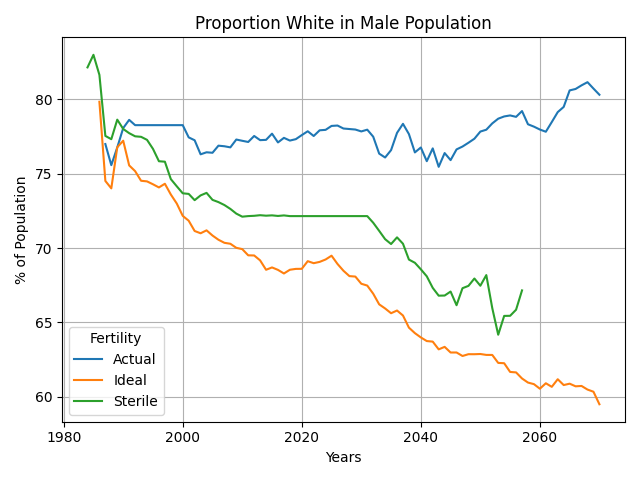 Proportion White in Male Population
% of Population
80
75
70
65
60
Fertility
Actual
Ideal
Sterile
1980
2000
2020
2040
2060
Years